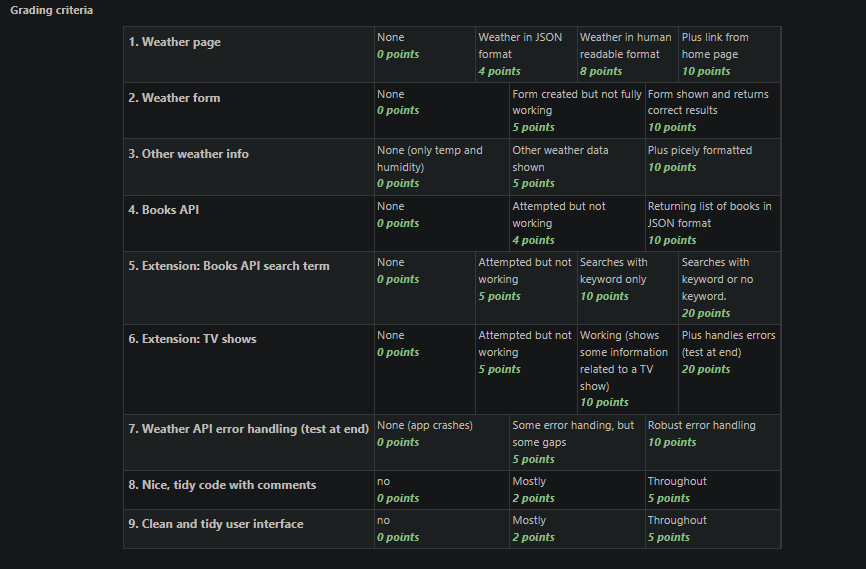 Grading criteria
1. Weather page
None
0 points
Weather in JSON
format
4 points
Weather in human
readable format
8 points
Plus link from
home page
10 points
2. Weather form
None
0 points
Form created but not fully
working
5 points
Form shown and returns
correct results
10 points
3. Other weather info
None (only temp and
humidity)
0 points
Other weather data
shown
5 points
Plus picely formatted
10 points
4. Books API
None
0 points
Attempted but not
working
4 points
Returning list of books in
JSON format
10 points
5. Extension: Books API search term
None
0 points
Attempted but not
working
5 points
Searches with
keyword only
10 points
Searches with
keyword or no
keyword.
20 points
6. Extension: TV shows
None
0 points
Attempted but not
working
5 points
Working (shows
some information
related to a TV
show)
10 points
Plus handles errors
(test at end)
20 points
7. Weather API error handling (test at end)
None (app crashes)
0 points
Some error handing, but
some gaps
5 points
Robust error handling
10 points
8. Nice, tidy code with comments
no
0 points
Mostly
2 points
Throughout
5 points
9. Clean and tidy user interface
no
0 points
Mostly
2 points
Throughout
5 points